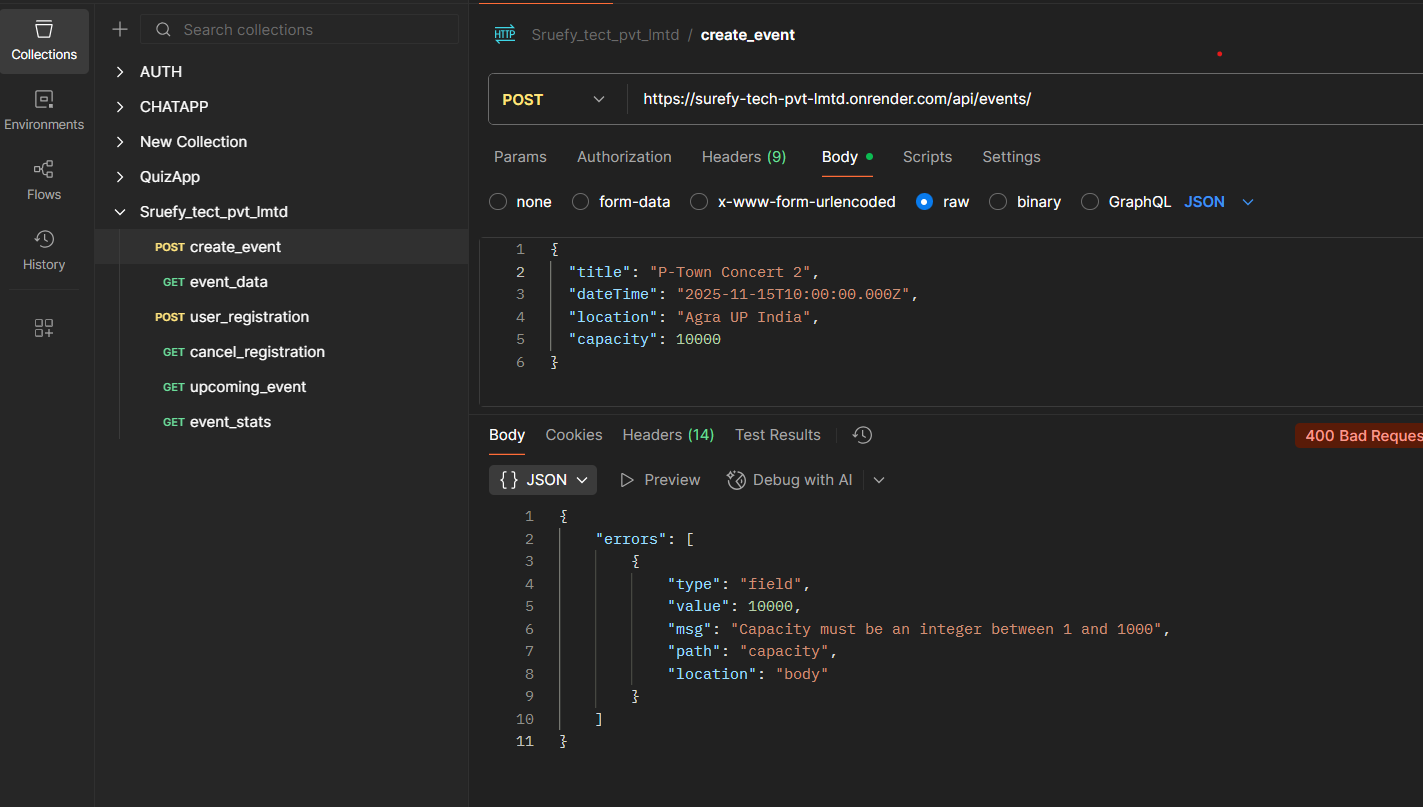 Collections
Environments
Flows
History
Search collections
AUTH
CHATAPP
New Collection
QuizApp
Sruefy_tect_pvt_lmtd
POST create_event
GET event_data
POST user_registration
GET cancel_registration
GET upcoming_event
GET event_stats
HTTP Sruefy_tect_pvt_lmtd / create_event
POST https://surefy-tech-pvt-lmtd.onrender.com/api/events/
Params Authorization Headers (9) Body Scripts Settings
none form-data x-www-form-urlencoded raw binary GraphQL JSON
1 {
2 "title": "P-Town Concert 2",
3 "dateTime": "2025-11-15T10:00:00.000Z",
4 "location": "Agra UP India",
5 "capacity": 10000
6 }
Body Cookies Headers (14) Test Results 400 Bad Reques
{} JSON Preview Debug with AI
1 {
2 "errors": [
3 {
4 "type": "field",
5 "value": 10000,
6 "msg": "Capacity must be an integer between 1 and 1000",
7 "path": "capacity",
8 "location": "body"
9 }
10 ]
11 }